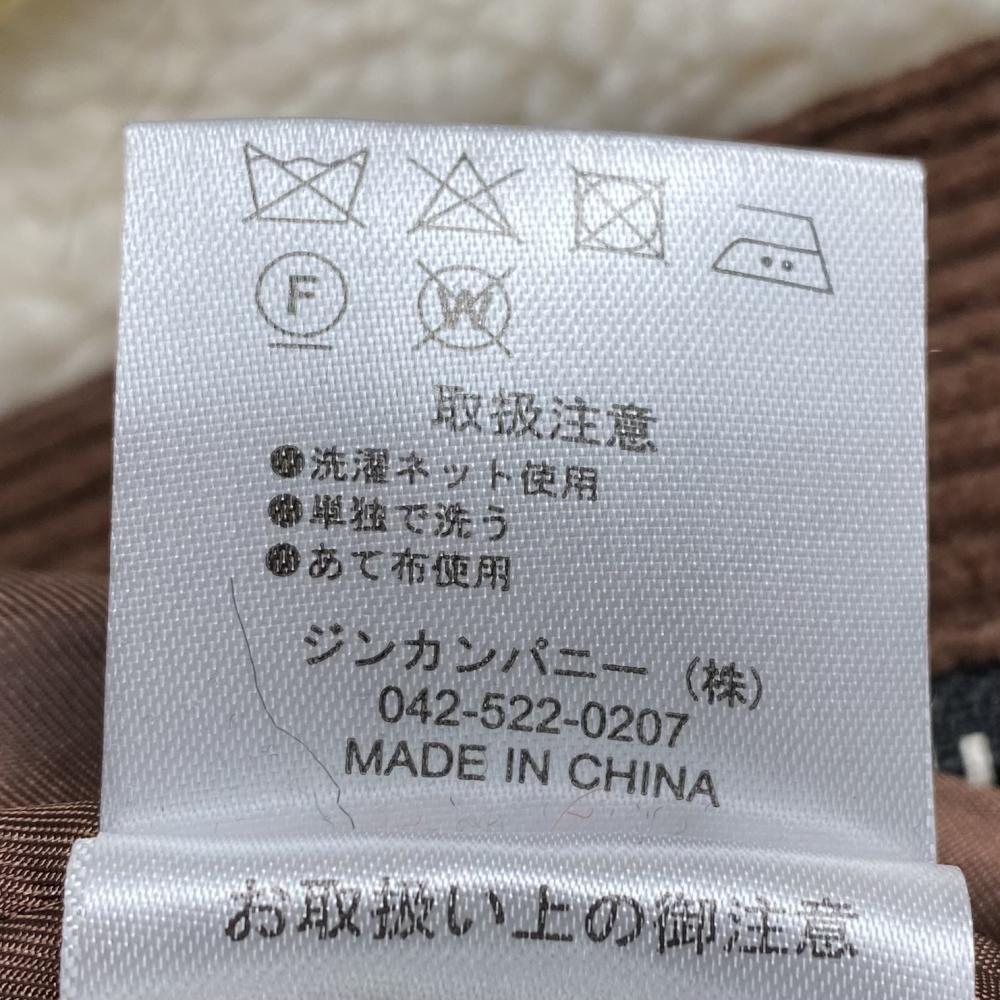 F W
取扱注意
●洗濯ネット使用
●単独で洗う
●あて布使用
ジンカンパニー (株)
042-522-0207
MADE IN CHINA
お取扱い上の御注意